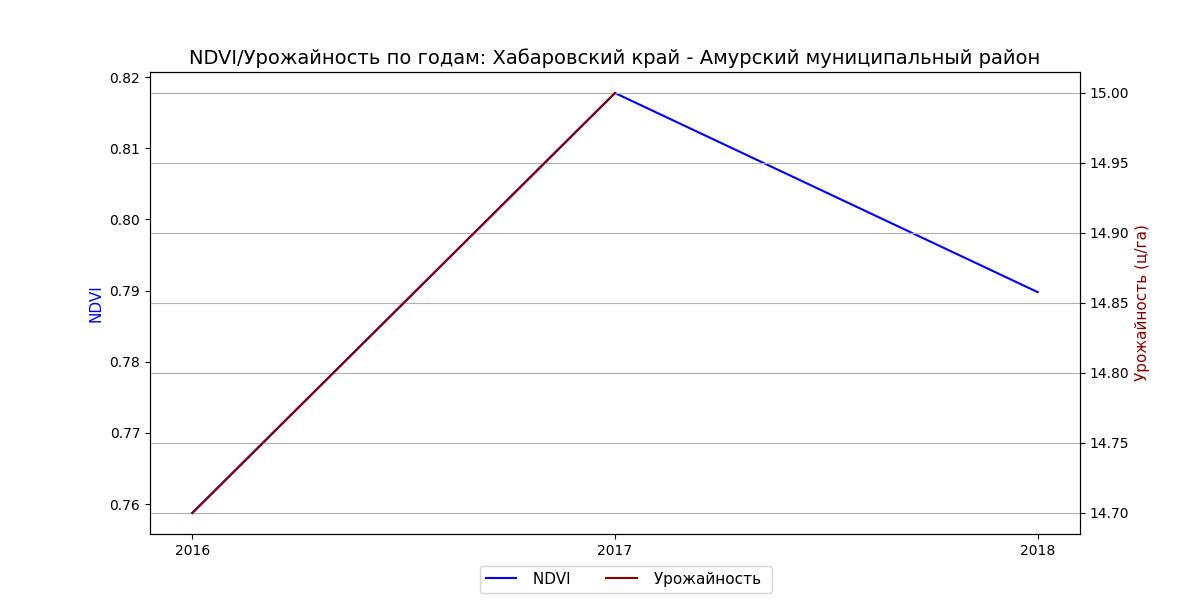 NDVI/Урожайность по годам: Хабаровский край - Амурский муниципальный район
0.82
0.81
0.80
0.79
0.78
0.77
0.76
NDVI
15.00
14.95
14.90
14.85
14.80
14.75
14.70
Урожайность (ц/га)
2016 2017 2018
NDVI Урожайность